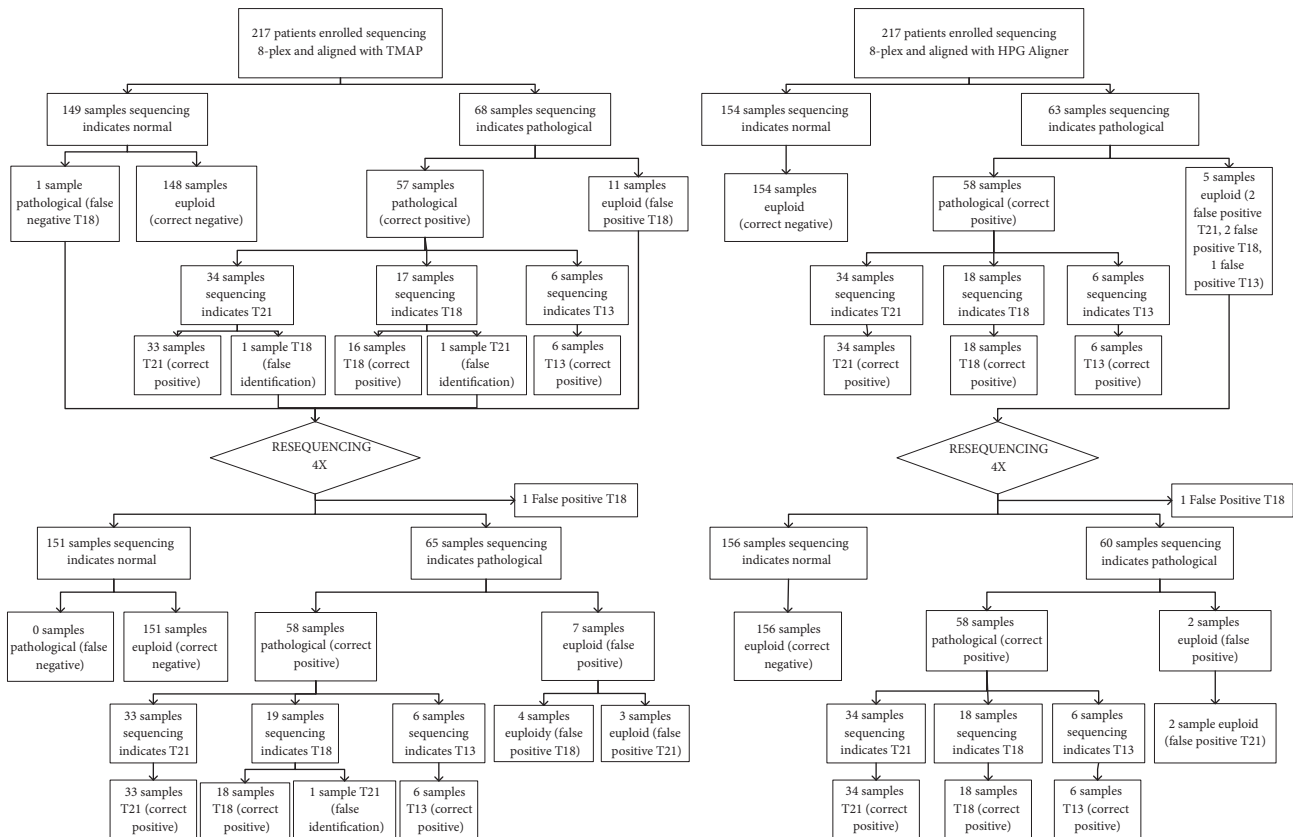 217 patients enrolled sequencing
8-plex and aligned with TMAP
149 samples sequencing
indicates normal
68 samples sequencing
indicates pathological
1 sample
pathological (false
negative T18)
148 samples
euploid
(correct negative)
57 samples
pathological
(correct positive)
11 samples
euploid (false
positive T18)
34 samples
sequencing
indicates T21
17 samples
sequencing
indicates T18
6 samples
sequencing
indicates T13
33 samples
T21 (correct
positive)
1 sample T18
(false
identification)
16 samples
T18 (correct
positive)
1 sample T21
(false
identification)
6 samples
T13 (correct
positive)
RESEQUENCING
4X
1 False positive T18
151 samples sequencing
indicates normal
65 samples sequencing
indicates pathological
0 samples
pathological (false
negative)
151 samples
euploid (correct
negative)
58 samples
pathological (correct
positive)
7 samples
euploid (false
positive)
33 samples
sequencing
indicates T21
19 samples
sequencing
indicates T18
6 samples
sequencing
indicates T13
4 samples
euploidy (false
positive T18)
3 samples
euploid (false
positive T21)
33 samples
T21 (correct
positive)
18 samples
T18 (correct
positive)
1 sample T21
(false
identification)
6 samples
T13 (correct
positive)
217 patients enrolled sequencing
8-plex and aligned with HPG Aligner
154 samples sequencing
indicates normal
63 samples sequencing
indicates pathological
154 samples
euploid
(correct negative)
58 samples
pathological (correct
positive)
5 samples
euploid (2
false positive
T21, 2 false
positive T18,
1 false
positive T13)
34 samples
sequencing
indicates T21
18 samples
sequencing
indicates T18
6 samples
sequencing
indicates T13
34 samples
T21 (correct
positive)
18 samples
T18 (correct
positive)
6 samples
T13 (correct
positive)
RESEQUENCING
4X
1 False Positive T18
156 samples sequencing
indicates normal
60 samples sequencing
indicates pathological
156 samples
euploid (correct
negative)
58 samples
pathological (correct
positive)
2 samples
euploid (false
positive)
34 samples
sequencing
indicates T21
18 samples
sequencing
indicates T18
6 samples
sequencing
indicates T13
2 sample euploid
(false positive T21)
34 samples
T21 (correct
positive)
18 samples
T18 (correct
positive)
6 samples
T13 (correct
positive)